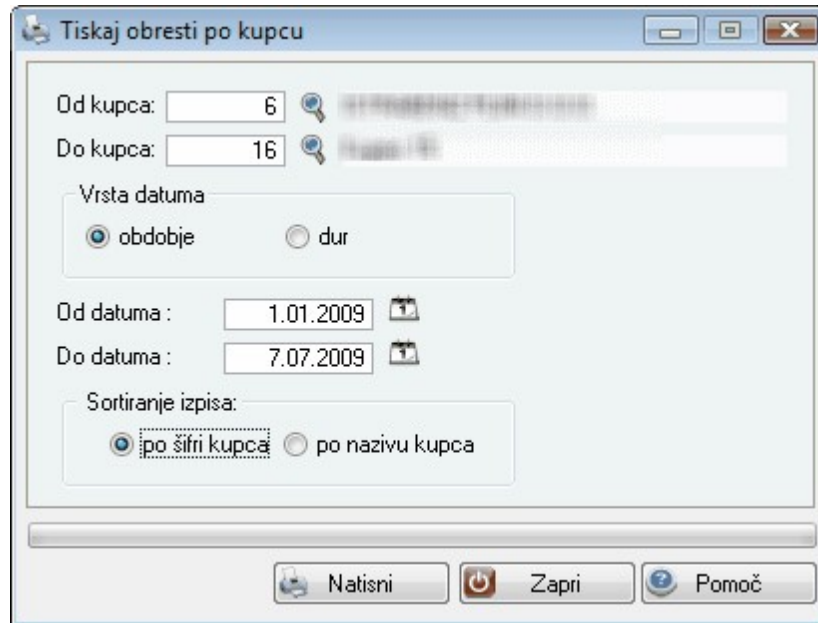 Tiskaj obresti po kupcu
Od kupca: 6
Do kupca: 16
Vrsta datuma
obdobje dur
Od datuma : 1.01.2009
Do datuma : 7.07.2009
Sortiranje izpisa:
po šifri kupca po nazivu kupca
Natisni Zapri Pomoč